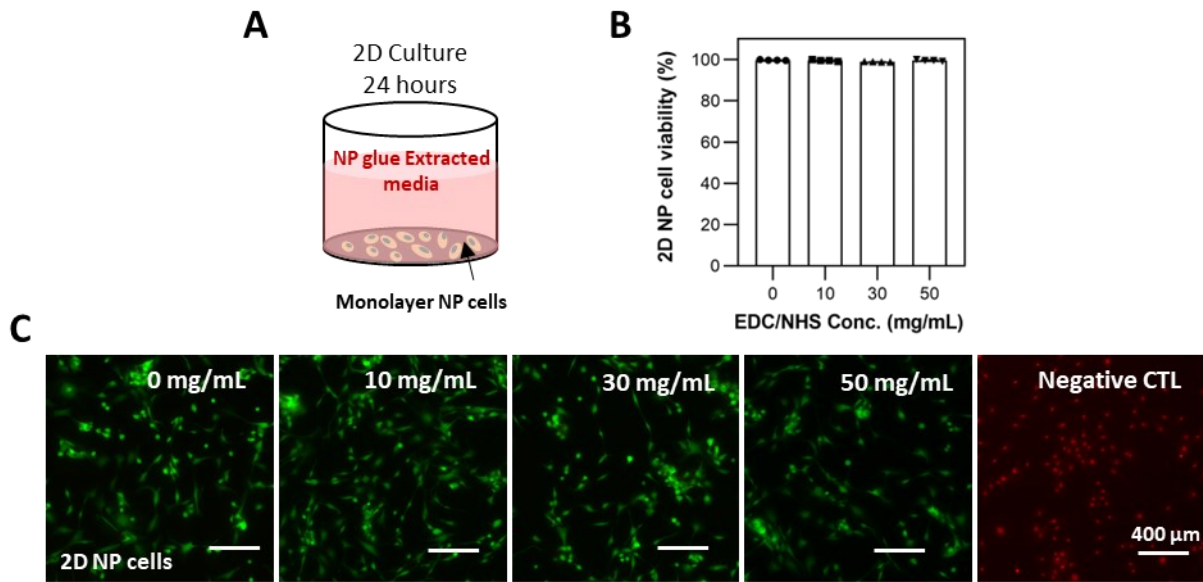 A
2D Culture
24 hours
NP glue Extracted
media
Monolayer NP cells
B
2D NP cell viability (%)
100
80
60
40
20
0
0 10 30 50
EDC/NHS Conc. (mg/mL)
C
0 mg/mL
10 mg/mL
30 mg/mL
50 mg/mL
Negative CTL
2D NP cells
400 µm